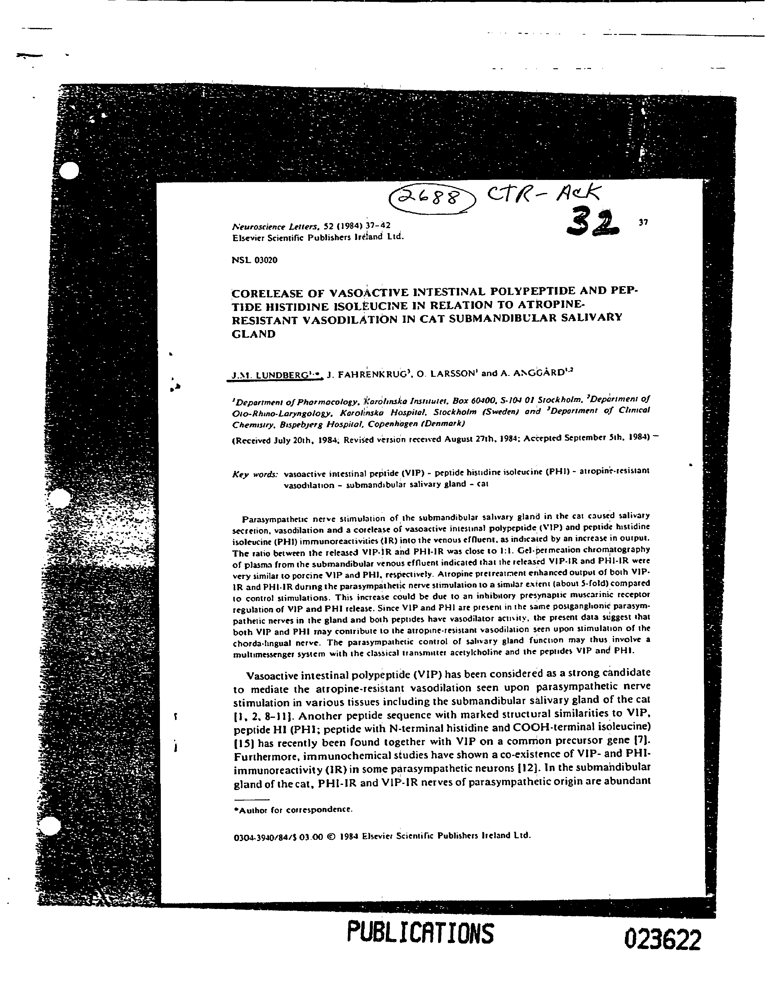 2688 CTR-Ack
32
37
Neuroscience Letters, 52 (1984) 37-42
Elsevier Scientific Publishers Ireland Ltd.
NSL 03020
CORELEASE OF VASOACTIVE INTESTINAL POLYPEPTIDE AND PEP-
TIDE HISTIDINE ISOLEUCINE IN RELATION TO ATROPINE-
RESISTANT VASODILATION IN CAT SUBMANDIBULAR SALIVARY
GLAND
J.M. LUNDBERG¹,*, J. FAHRENKRUG³, O. LARSSON¹ and A. ÄNGGÅRD¹,²
¹Department of Pharmacology, Karolinska Institutet, Box 60400, S-104 01 Stockholm, ²Department of
Oto-Rhino-Laryngology, Karolinska Hospital, Stockholm (Sweden) and ³Department of Clinical
Chemistry, Bispebjerg Hospital, Copenhagen (Denmark)
(Received July 20th, 1984; Revised version received August 27th, 1984; Accepted September 5th, 1984)
Key words: vasoactive intestinal peptide (VIP) - peptide histidine isoleucine (PHI) - atropine-resistant
vasodilation - submandibular salivary gland - cat
Parasympathetic nerve stimulation of the submandibular salivary gland in the cat caused salivary
secretion, vasodilation and a corelease of vasoactive intestinal polypeptide (VIP) and peptide histidine
isoleucine (PHI) immunoreactivities (IR) into the venous effluent, as indicated by an increase in output.
The ratio between the released VIP-IR and PHI-IR was close to 1:1. Gel-permeation chromatography
of plasma from the submandibular venous effluent indicated that the released VIP-IR and PHI-IR were
very similar to porcine VIP and PHI, respectively. Atropine pretreatment enhanced output of both VIP-
IR and PHI-IR during the parasympathetic nerve stimulation to a similar extent (about 5-fold) compared
to control stimulations. This increase could be due to an inhibitory presynaptic muscarinic receptor
regulation of VIP and PHI release. Since VIP and PHI are present in the same postganglionic parasym-
pathetic nerves in the gland and both peptides have vasodilator activity, the present data suggest that
both VIP and PHI may contribute to the atropine-resistant vasodilation seen upon stimulation of the
chorda-lingual nerve. The parasympathetic control of salivary gland function may thus involve a
multimessenger system with the classical transmitter acetylcholine and the peptides VIP and PHI.
Vasoactive intestinal polypeptide (VIP) has been considered as a strong candidate
to mediate the atropine-resistant vasodilation seen upon parasympathetic nerve
stimulation in various tissues including the submandibular salivary gland of the cat
[1, 2, 8-11]. Another peptide sequence with marked structural similarities to VIP,
peptide HI (PHI; peptide with N-terminal histidine and COOH-terminal isoleucine)
[15] has recently been found together with VIP on a common precursor gene [7].
Furthermore, immunochemical studies have shown a co-existence of VIP- and PHI-
immunoreactivity (IR) in some parasympathetic neurons [12]. In the submandibular
gland of the cat, PHI-IR and VIP-IR nerves of parasympathetic origin are abundant
*Author for correspondence.
0304-3940/84/$ 03.00 © 1984 Elsevier Scientific Publishers Ireland Ltd.
PUBLICATIONS
023622